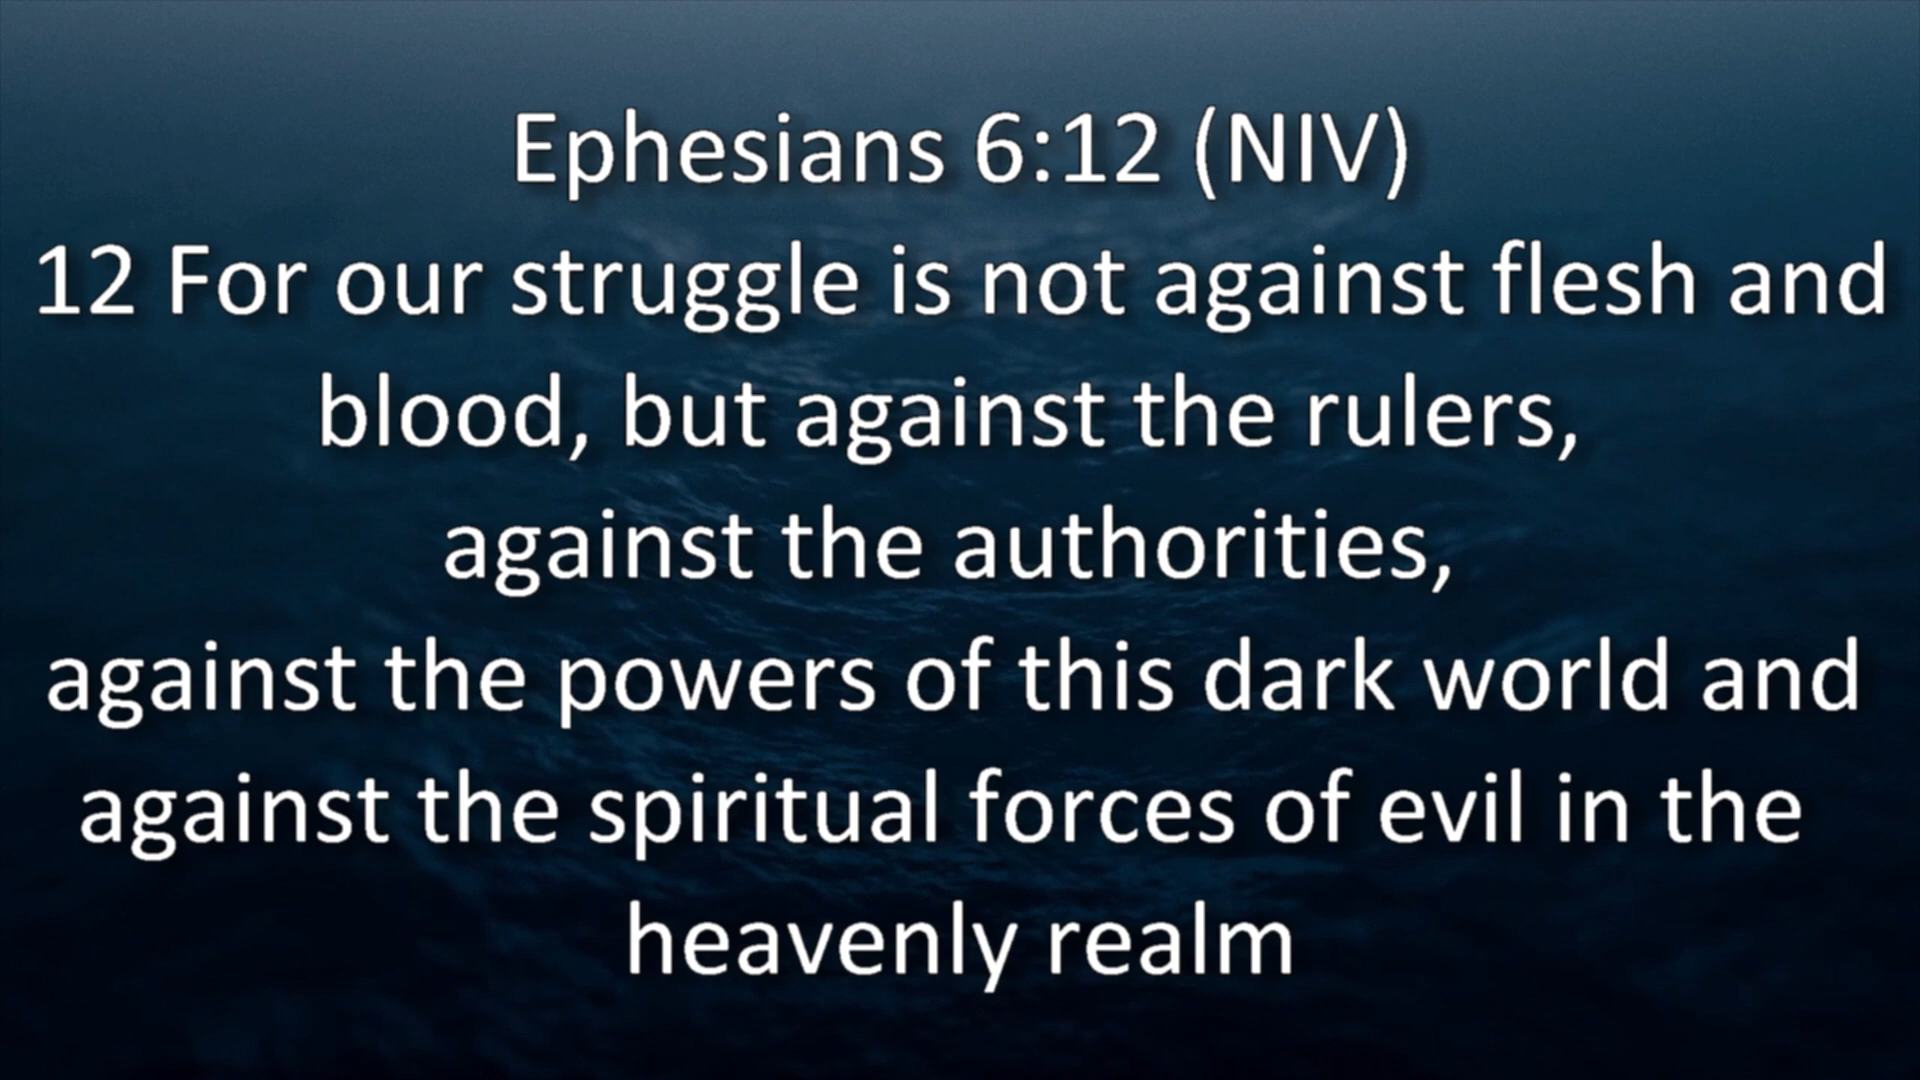 Ephesians 6:12 (NIV)
12 For our struggle is not against flesh and
blood, but against the rulers,
against the authorities,
against the powers of this dark world and
against the spiritual forces of evil in the
heavenly realm